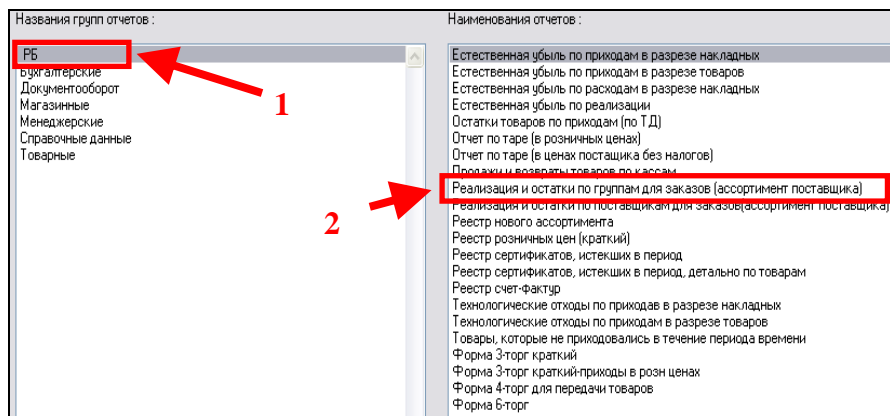 Названия групп отчетов :
РБ
Бухгалтерские
Документооборот
Магазинные
Менеджерские
Справочные данные
Товарные
1
2
Наименования отчетов :
Естественная убыль по приходам в разрезе накладных
Естественная убыль по приходам в разрезе товаров
Естественная убыль по расходам в разрезе накладных
Естественная убыль по реализации
Остатки товаров по приходам (по ТД)
Отчет по таре (в розничных ценах)
Отчет по таре (в ценах постащика без налогов)
Продажи и возвраты товаров по кассам
Реализация и остатки по группам для заказов (ассортимент поставщика)
Реализация и остатки по поставщикам для заказов(ассортимент поставщика)
Реестр нового ассортимента
Реестр розничных цен (краткий)
Реестр сертификатов, истекших в период
Реестр сертификатов, истекших в период, детально по товарам
Реестр счет-фактур
Технологические отходы по приходав в разрезе накладных
Технологические отходы по приходам в разрезе товаров
Товары, которые не приходовались в течение периода времени
Форма 3-торг краткий
Форма 3-торг краткий-приходы в розн ценах
Форма 4-торг для передачи товаров
Форма 6-торг